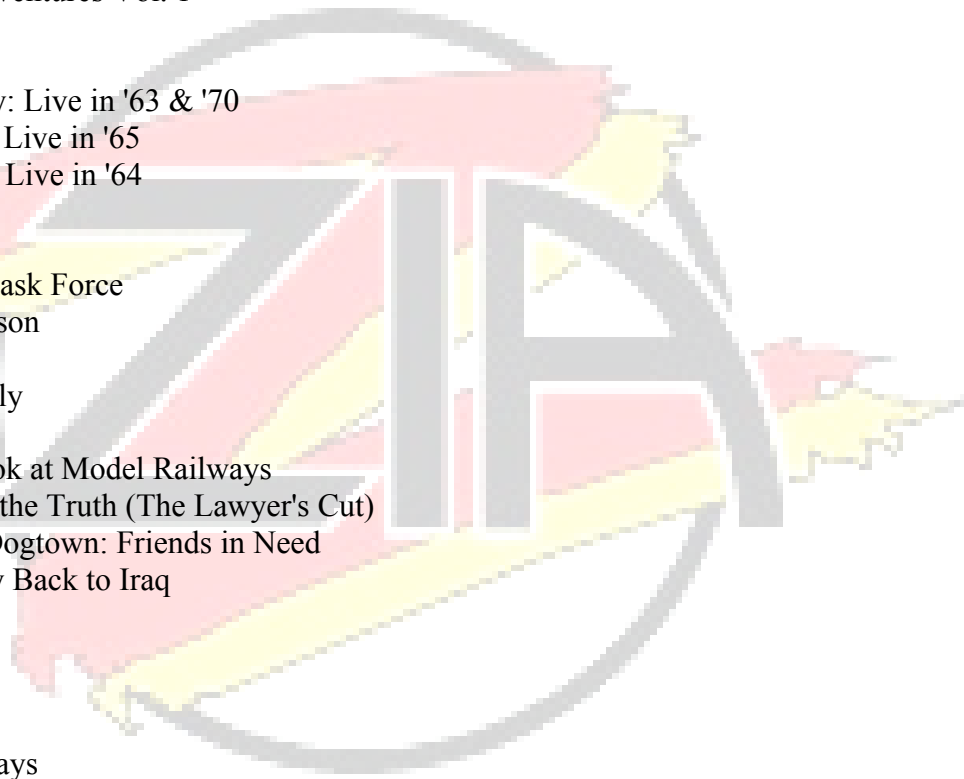 ventures Vol. 1
y: Live in '63 & '70
Live in '65
Live in '64
ask Force
son
ly
ok at Model Railways
the Truth (The Lawyer's Cut)
Dogtown: Friends in Need
y Back to Iraq
ays
ZIA